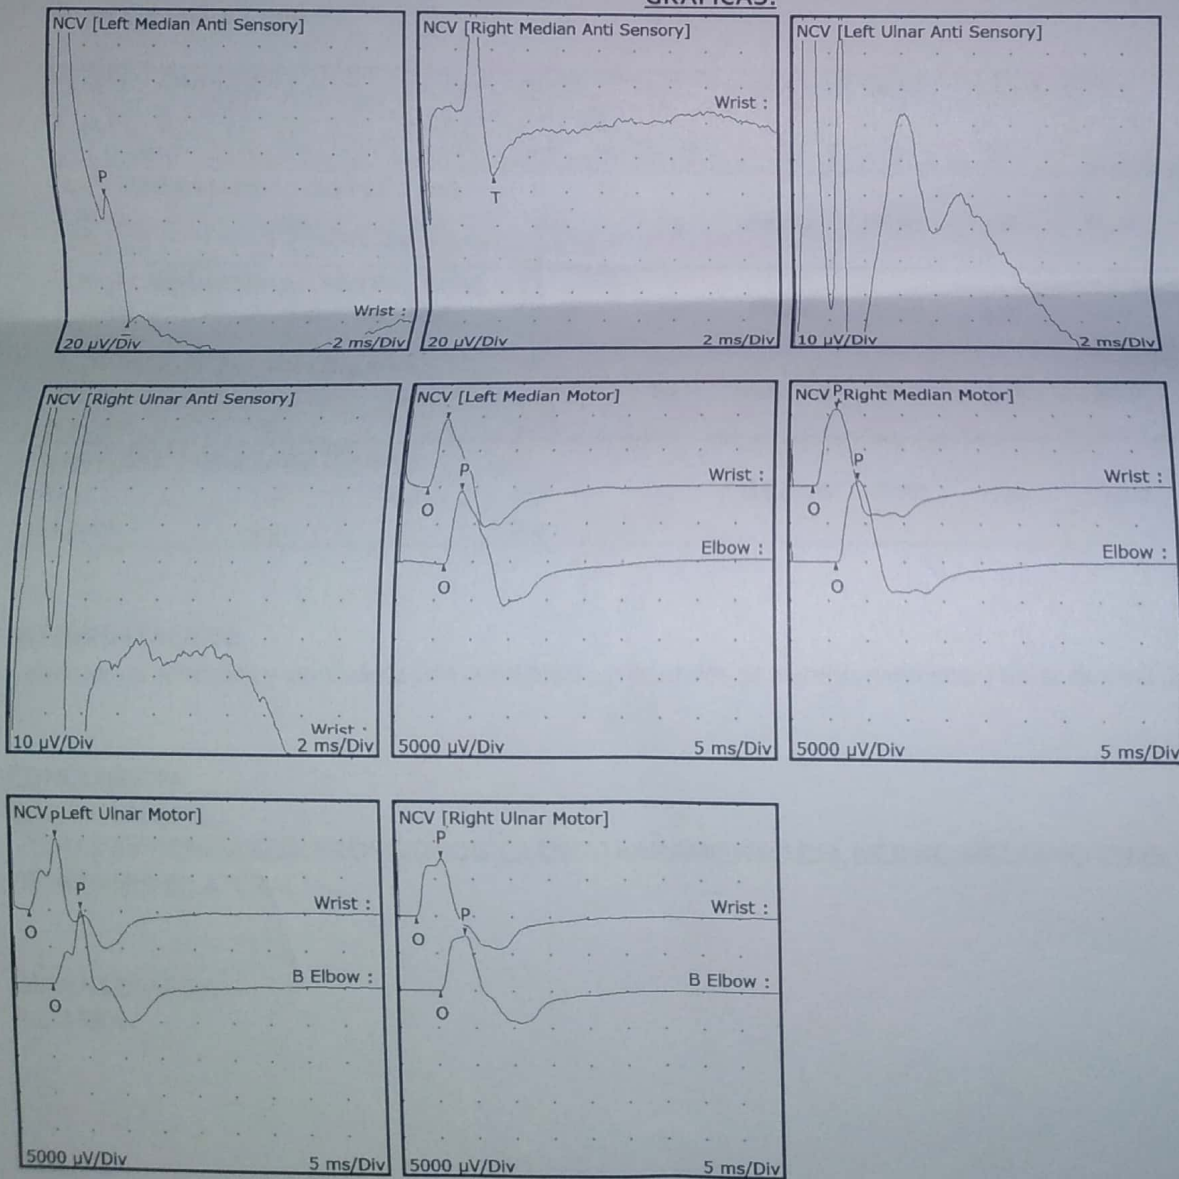 GRÁFICAS:
NCV [Left Median Anti Sensory]
P
Wrist :
20 µV/Div
2 ms/Div
NCV [Right Median Anti Sensory]
Wrist :
T
20 µV/Div
2 ms/Div
NCV [Left Ulnar Anti Sensory]
10 µV/Div
2 ms/Div
NCV [Right Ulnar Anti Sensory]
Wrist :
10 µV/Div
2 ms/Div
NCV [Left Median Motor]
P
Wrist :
O
Elbow :
O
5000 µV/Div
5 ms/Div
NCV P Right Median Motor]
P
Wrist :
O
Elbow :
O
5000 µV/Div
5 ms/Div
NCV P Left Ulnar Motor]
P
Wrist :
O
B Elbow :
O
5000 µV/Div
5 ms/Div
NCV [Right Ulnar Motor]
P
P
Wrist :
O
B Elbow :
O
5000 µV/Div
5 ms/Div